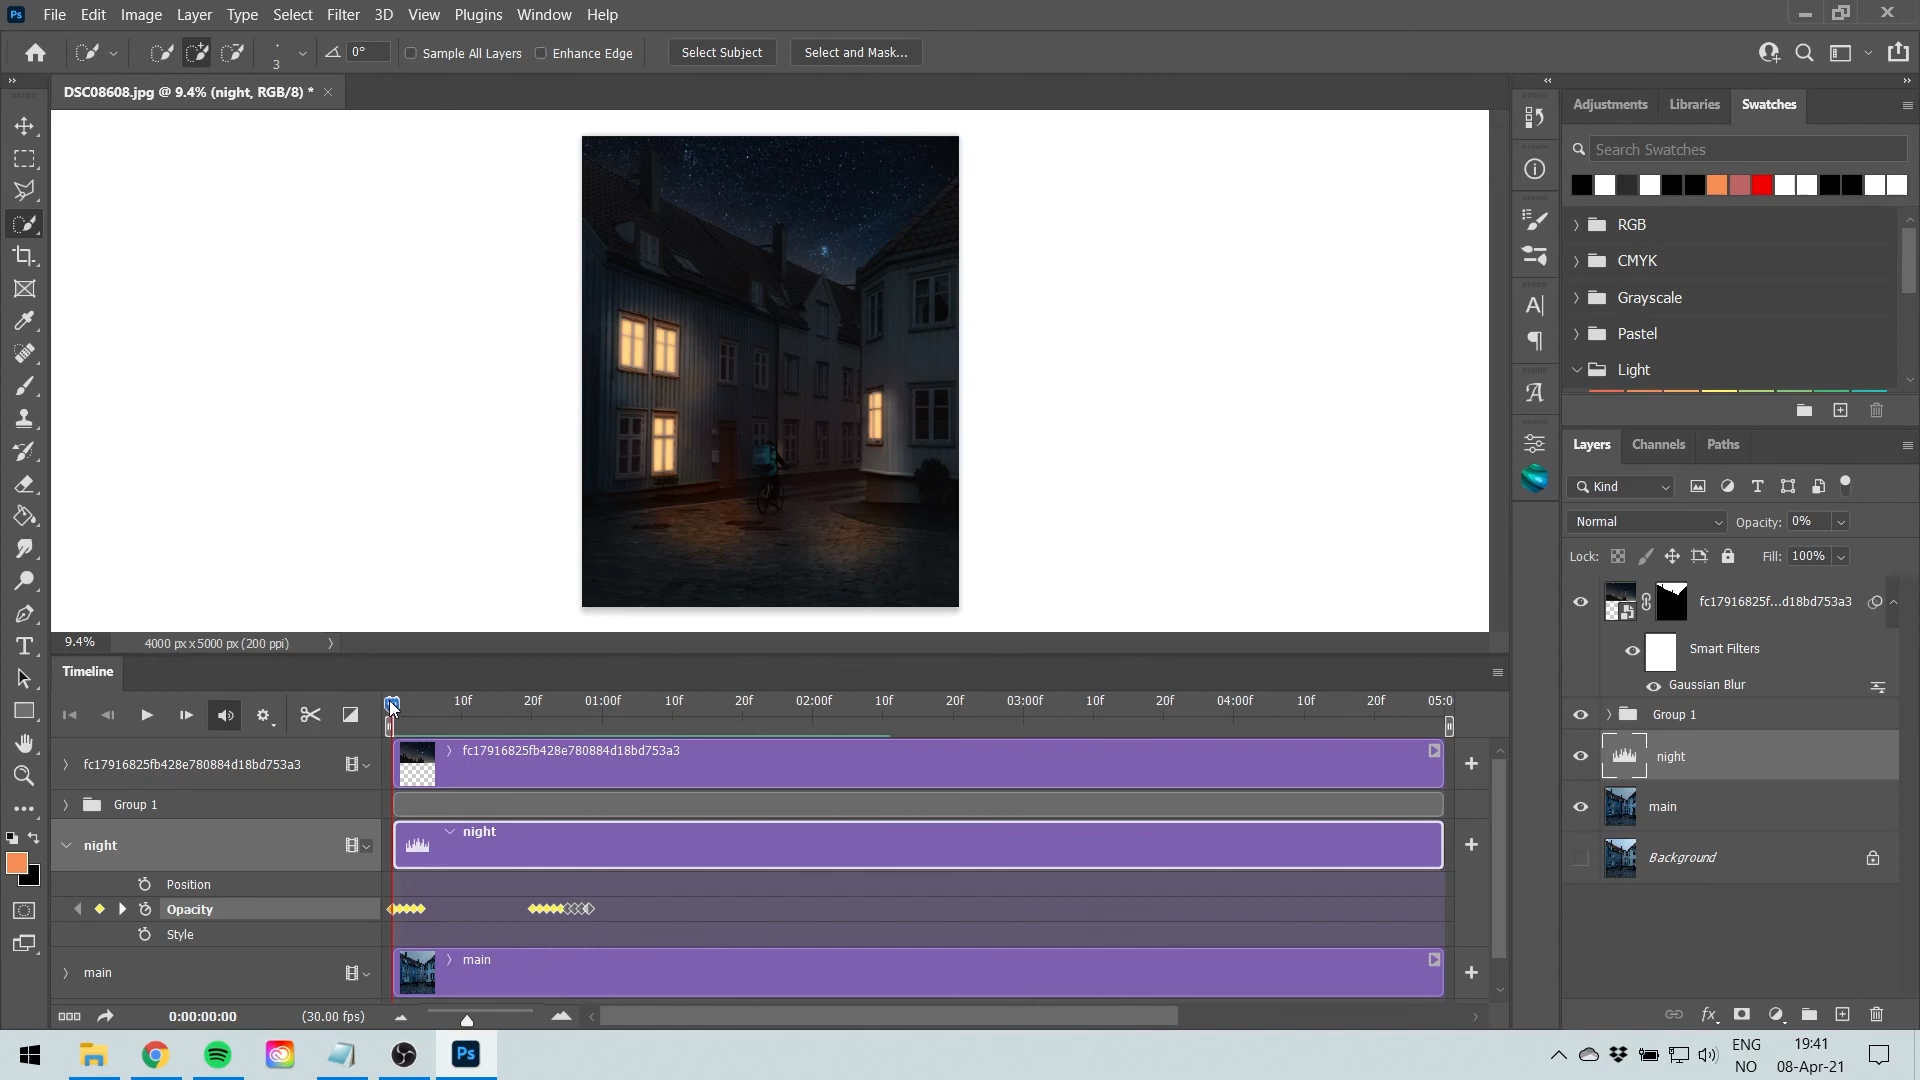 Ps File Edit Image Layer Type Select Filter 3D View Plugins Window Help
3 0° Sample All Layers Enhance Edge Select Subject Select and Mask...
DSC08608.jpg @ 9.4% (night, RGB/8) * ×
Adjustments Libraries Swatches
Search Swatches
RGB
CMYK
Grayscale
Pastel
Light
Layers Channels Paths
Kind
Normal Opacity: 0%
Lock: Fill: 100%
fc17916825f...d18bd753a3
Smart Filters
Gaussian Blur
Group 1
night
main
Background
9.4% 4000 px x 5000 px (200 ppi)
Timeline
10f 20f 01:00f 10f 20f 02:00f 10f 20f 03:00f 10f 20f 04:00f 10f 20f 05:0
fc17916825fb428e780884d18bd753a3 fc17916825fb428e780884d18bd753a3
Group 1
night night
Position
Opacity
Style
main main
0:00:00:00 (30.00 fps)
Ps ENG 19:41
NO 08-Apr-21